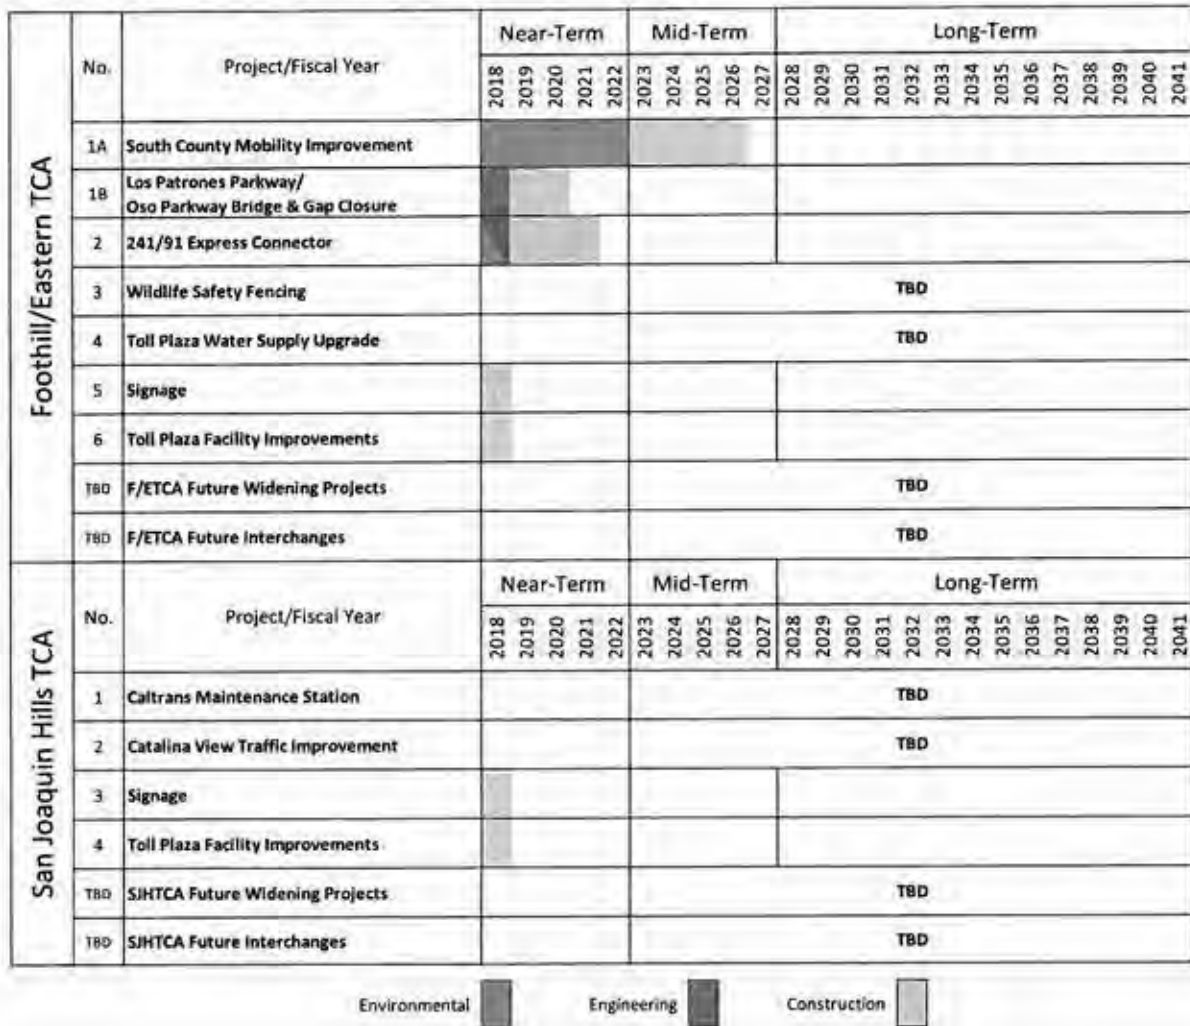 Foothill/Eastern TCA
No.
Project/Fiscal Year
Near-Term
Mid-Term
Long-Term
2018 2019 2020 2021 2022 2023 2024 2025 2026 2027 2028 2029 2030 2031 2032 2033 2034 2035 2036 2037 2038 2039 2040 2041
1A South County Mobility Improvement
1B Los Patrones Parkway/
Oso Parkway Bridge & Gap Closure
2 241/91 Express Connector
3 Wildlife Safety Fencing TBD
4 Toll Plaza Water Supply Upgrade TBD
5 Signage
6 Toll Plaza Facility Improvements
TBD F/ETCA Future Widening Projects TBD
TBD F/ETCA Future Interchanges TBD
San Joaquin Hills TCA
No.
Project/Fiscal Year
Near-Term
Mid-Term
Long-Term
2018 2019 2020 2021 2022 2023 2024 2025 2026 2027 2028 2029 2030 2031 2032 2033 2034 2035 2036 2037 2038 2039 2040 2041
1 Caltrans Maintenance Station TBD
2 Catalina View Traffic Improvement TBD
3 Signage
4 Toll Plaza Facility Improvements
TBD SJHTCA Future Widening Projects TBD
TBD SJHTCA Future Interchanges TBD
Environmental Engineering Construction